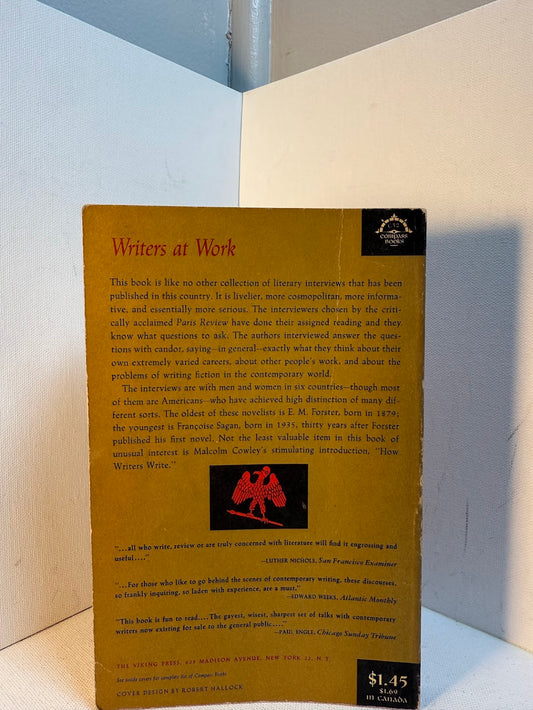 C52
COMPASS
BOOKS
Writers at Work
This book is like no other collection of literary interviews that has been
published in this country. It is livelier, more cosmopolitan, more informa-
tive, and essentially more serious. The interviewers chosen by the criti-
cally acclaimed Paris Review have done their assigned reading and they
know what questions to ask. The authors interviewed answer the ques-
tions with candor, saying—in general—exactly what they think about their
own extremely varied careers, about other people's work, and about the
problems of writing fiction in the contemporary world.
The interviews are with men and women in six countries—though most
of them are Americans—who have achieved high distinction of many dif-
ferent sorts. The oldest of these novelists is E. M. Forster, born in 1879;
the youngest is Françoise Sagan, born in 1935, thirty years after Forster
published his first novel. Not the least valuable item in this book of
unusual interest is Malcolm Cowley's stimulating introduction, "How
Writers Write."
"...all who write, review or are truly concerned with literature will find it engrossing and
useful...."
—LUTHER NICHOLS, San Francisco Examiner
"...For those who like to go behind the scenes of contemporary writing, these discourses,
so frankly inquiring, so laden with experience, are a must."
—EDWARD WEEKS, Atlantic Monthly
"This book is fun to read....The gayest, wisest, sharpest set of talks with contemporary
writers now existing for sale to the general public...."
—PAUL ENGLE, Chicago Sunday Tribune
THE VIKING PRESS, 625 MADISON AVENUE, NEW YORK 22, N. Y.
See inside covers for complete list of Compass Books
COVER DESIGN BY ROBERT HALLOCK
$1.45
$1.69
IN CANADA